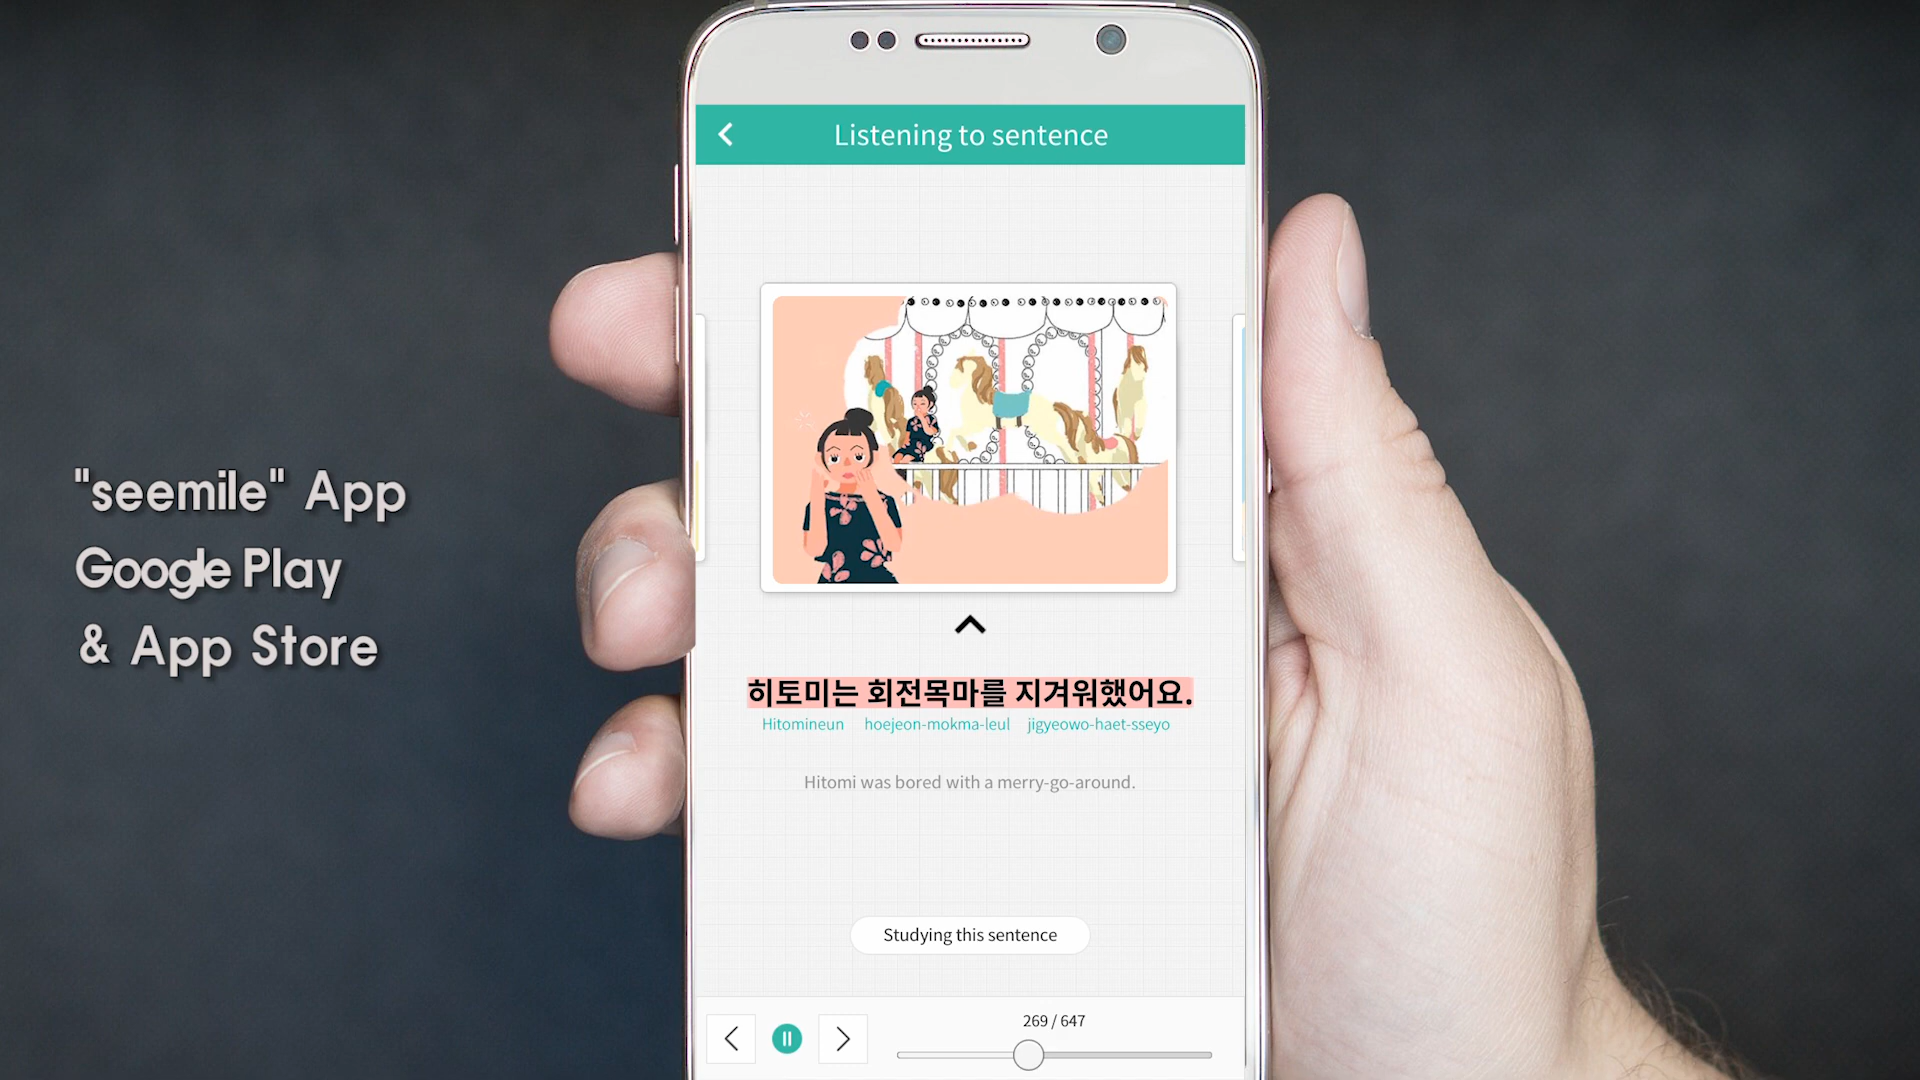 "seemile" App
Google Play
& App Store
Listening to sentence
히토미는 회전목마를 지겨워했어요.
Hitomineun hoejeon-mokma-leul jigyeowo-haet-sseyo
Hitomi was bored with a merry-go-around.
Studying this sentence
269 / 647